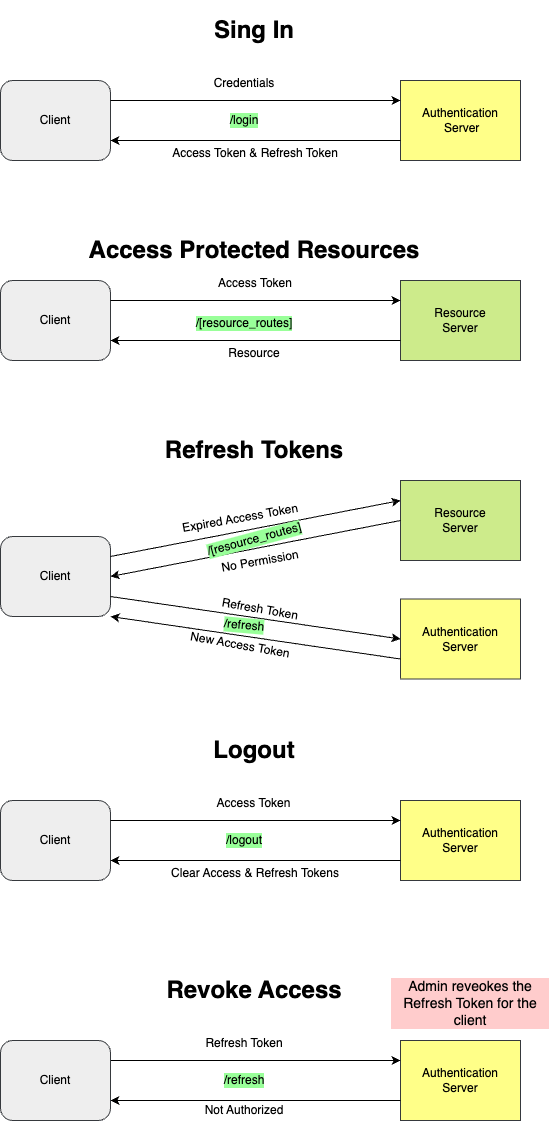 Sing In
Credentials
Client
/login
Authentication
Server
Access Token & Refresh Token
Access Protected Resources
Access Token
Client
/[resource_routes]
Resource
Server
Resource
Refresh Tokens
Expired Access Token
/[resource_routes]
No Permission
Resource
Server
Client
Refresh Token
/refresh
New Access Token
Authentication
Server
Logout
Access Token
Client
/logout
Authentication
Server
Clear Access & Refresh Tokens
Revoke Access
Admin reveokes the
Refresh Token for the
client
Refresh Token
Client
/refresh
Authentication
Server
Not Authorized